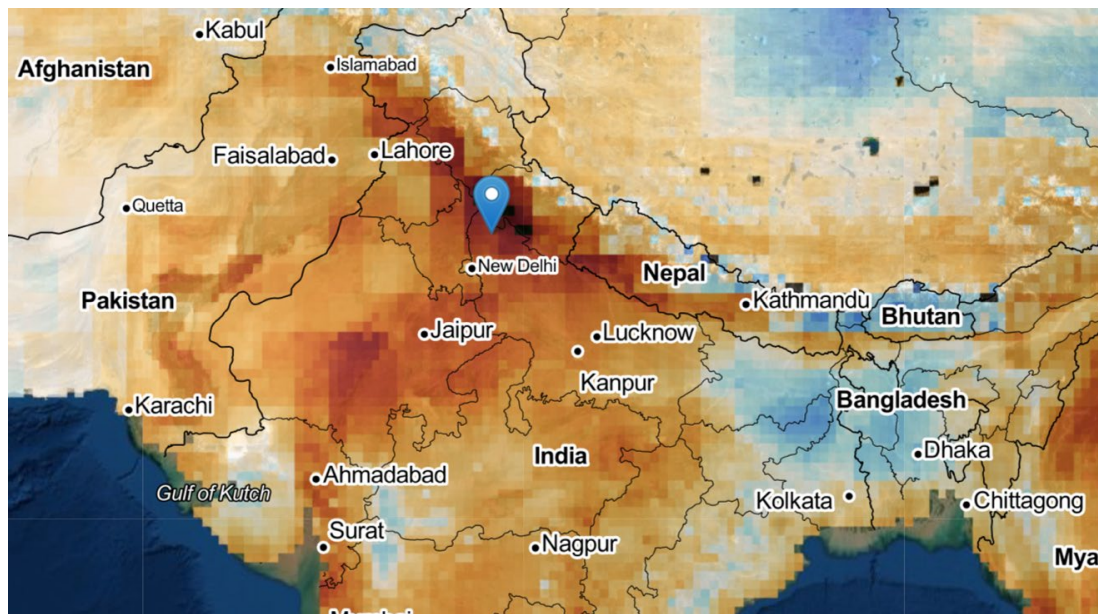 Kabul
Afghanistan
Islamabad
Faisalabad
Lahore
Quetta
New Delhi
Nepal
Pakistan
Kathmandu
Bhutan
Jaipur
Lucknow
Kanpur
Bangladesh
Karachi
India
Dhaka
Ahmadabad
Gulf of Kutch
Kolkata
Chittagong
Surat
Nagpur
Mya